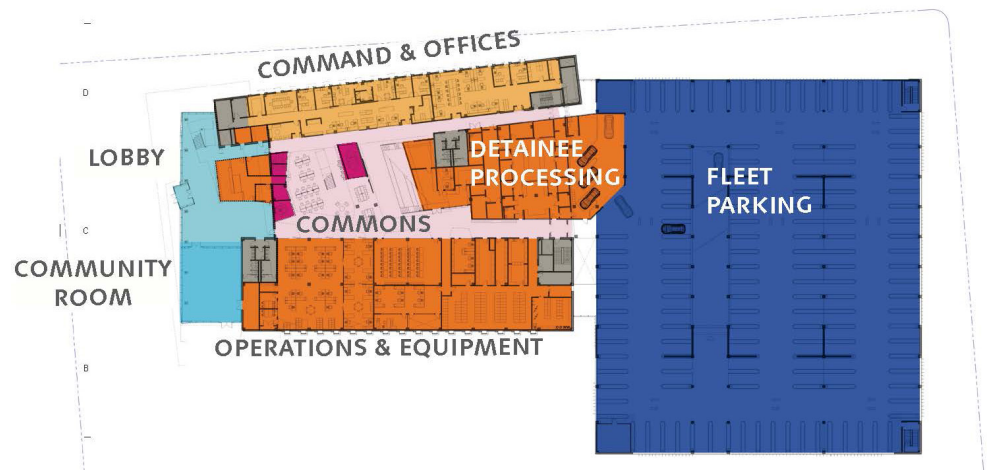 COMMAND & OFFICES
D
LOBBY
DETAINEE
PROCESSING
FLEET
PARKING
COMMONS
C
COMMUNITY
ROOM
OPERATIONS & EQUIPMENT
B